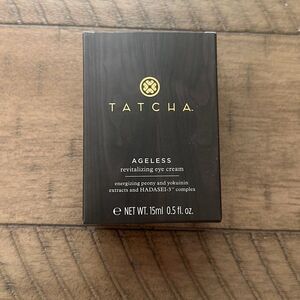 TATCHA
AGELESS
revitalizing eye cream
energizing peony and yokuinin
extracts and HADASEI-3™ complex
℮ NET WT. 15ml 0.5 fl. oz.